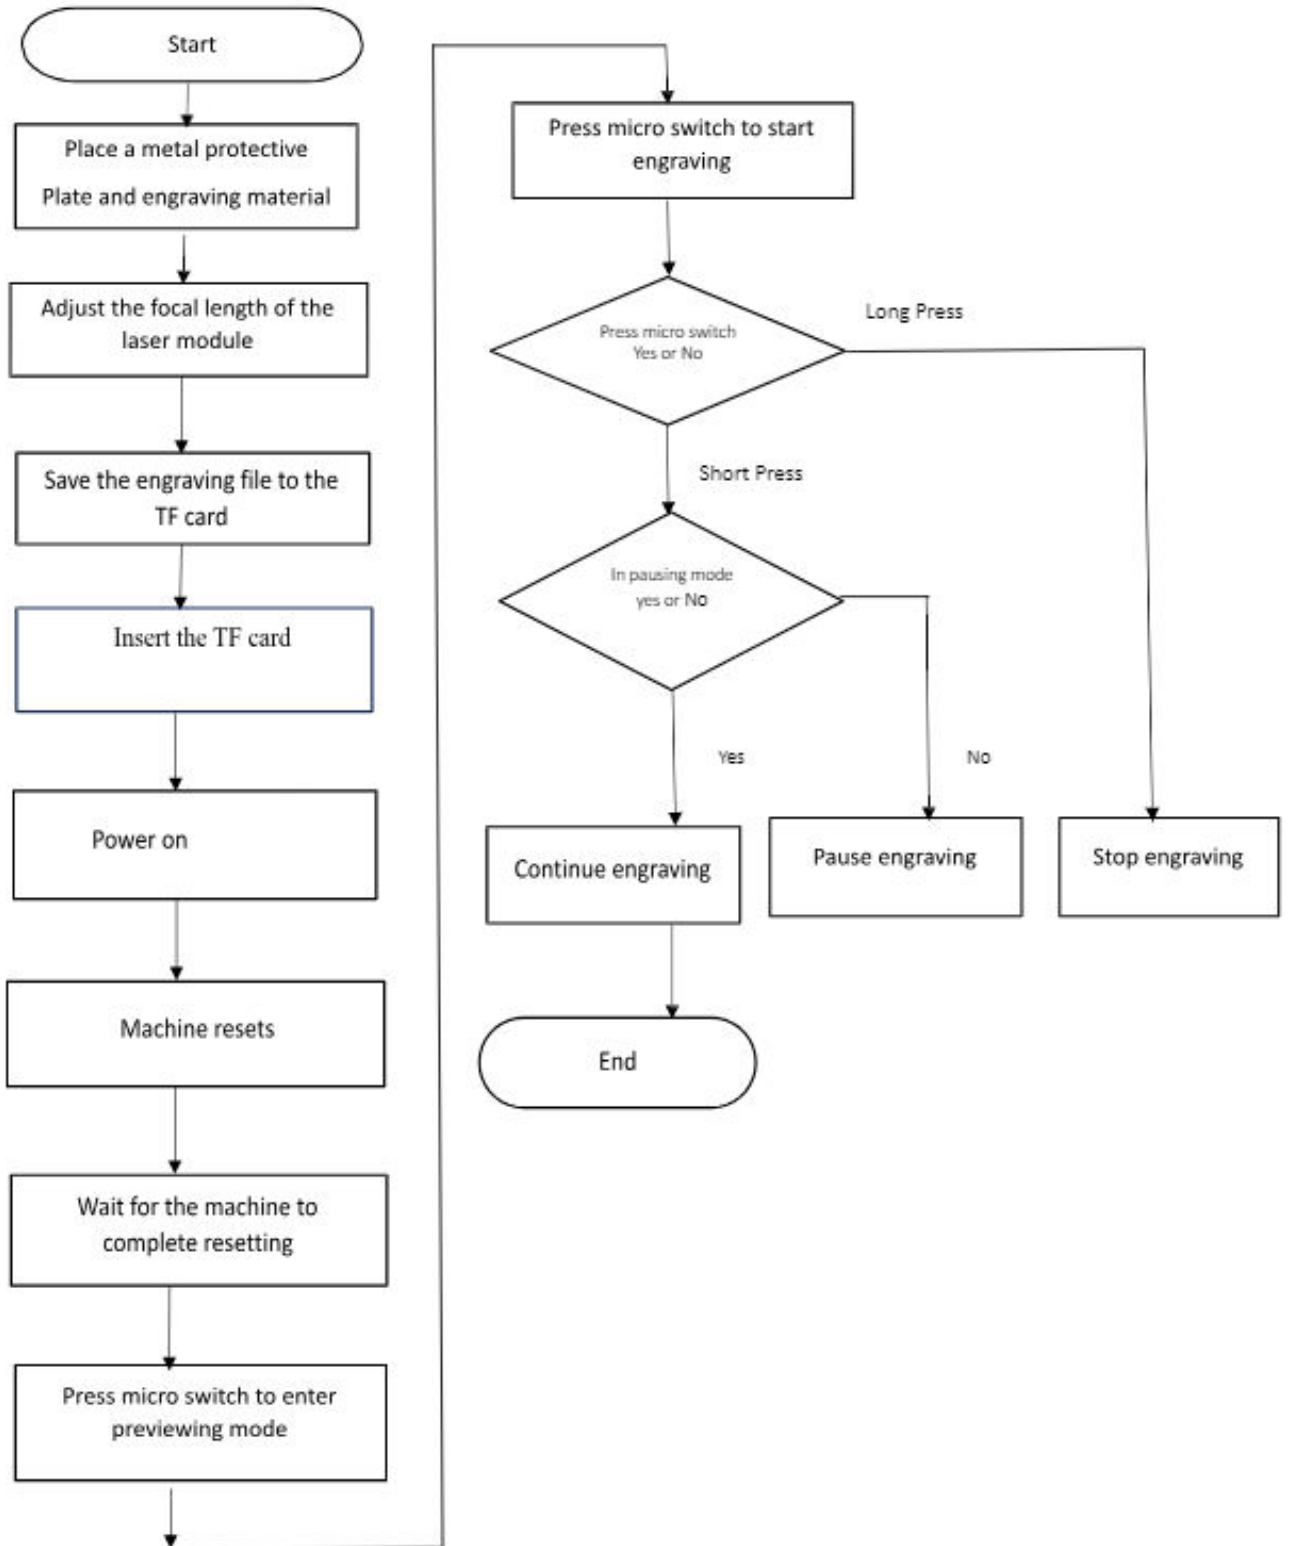 Start
Place a metal protective
Plate and engraving material
Adjust the focal length of the
laser module
Save the engraving file to the
TF card
Insert the TF card
Power on
Machine resets
Wait for the machine to
complete resetting
Press micro switch to enter
previewing mode
Press micro switch to start
engraving
Press micro switch
Yes or No
Long Press
Short Press
In pausing mode
yes or No
Yes
No
Continue engraving
Pause engraving
Stop engraving
End